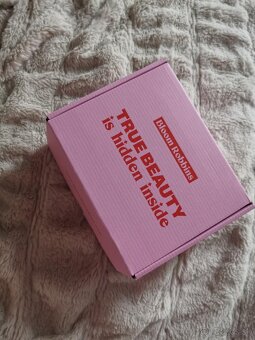 Bloom Robbins
TRUE BEAUTY
is hidden inside